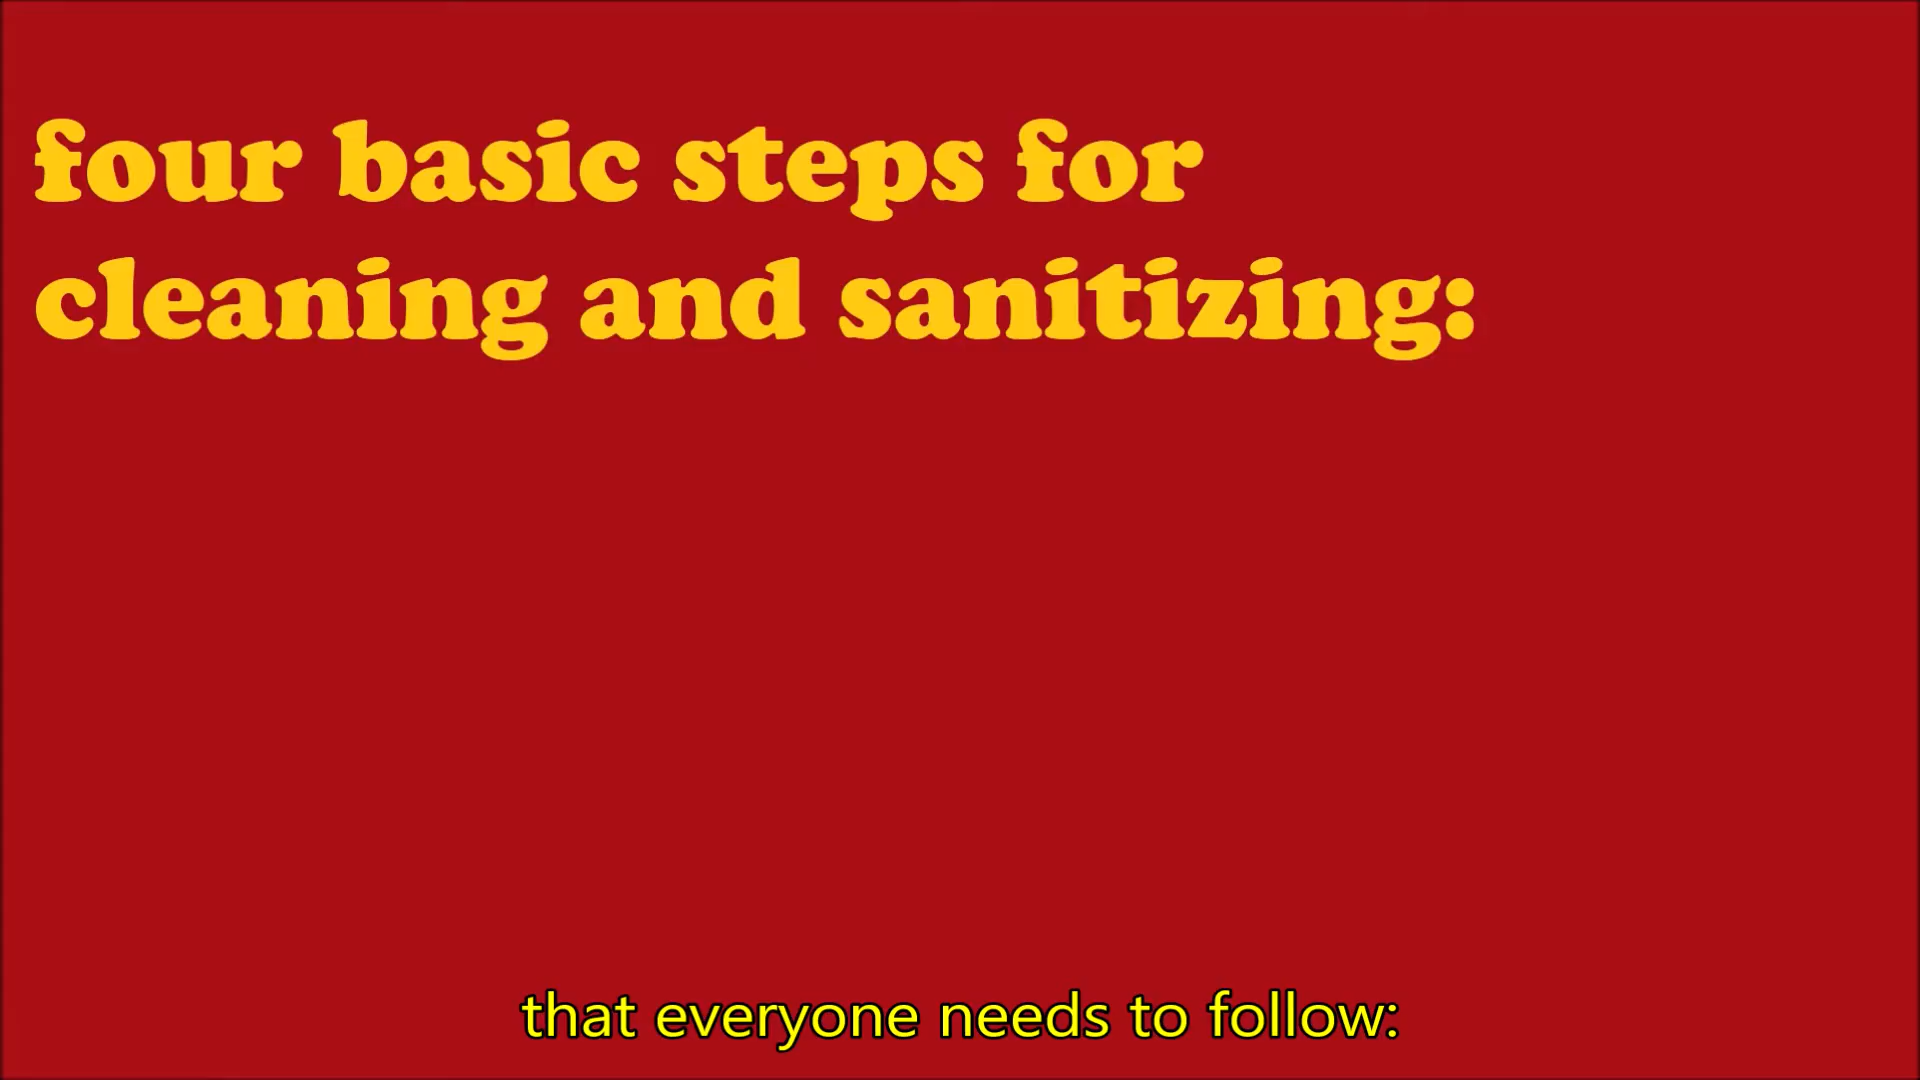 four basic steps for
cleaning and sanitizing:
that everyone needs to follow: